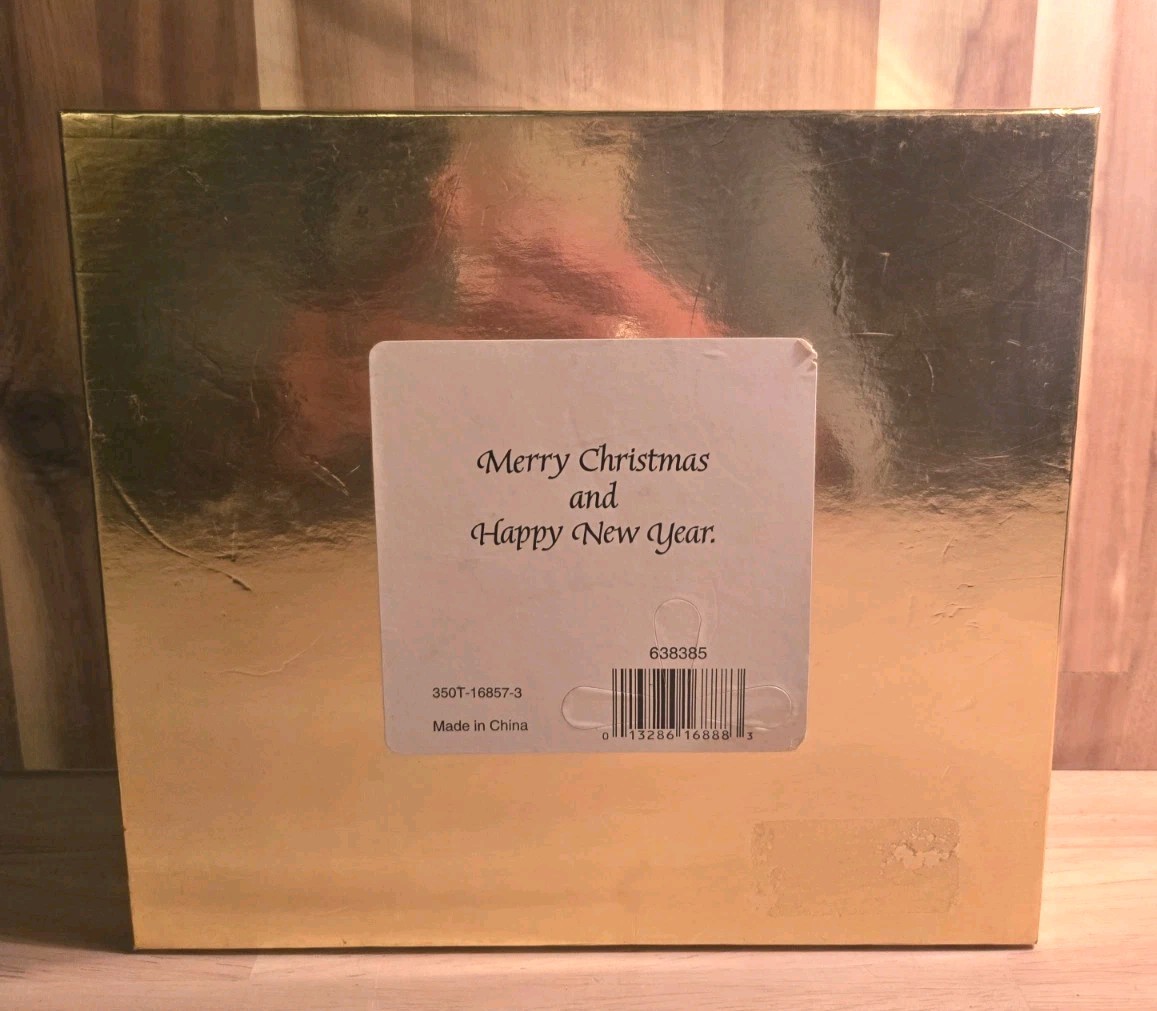 Merry Christmas
and
Happy New Year.
638385
350T-16857-3
Made in China
0 13286 16888 3